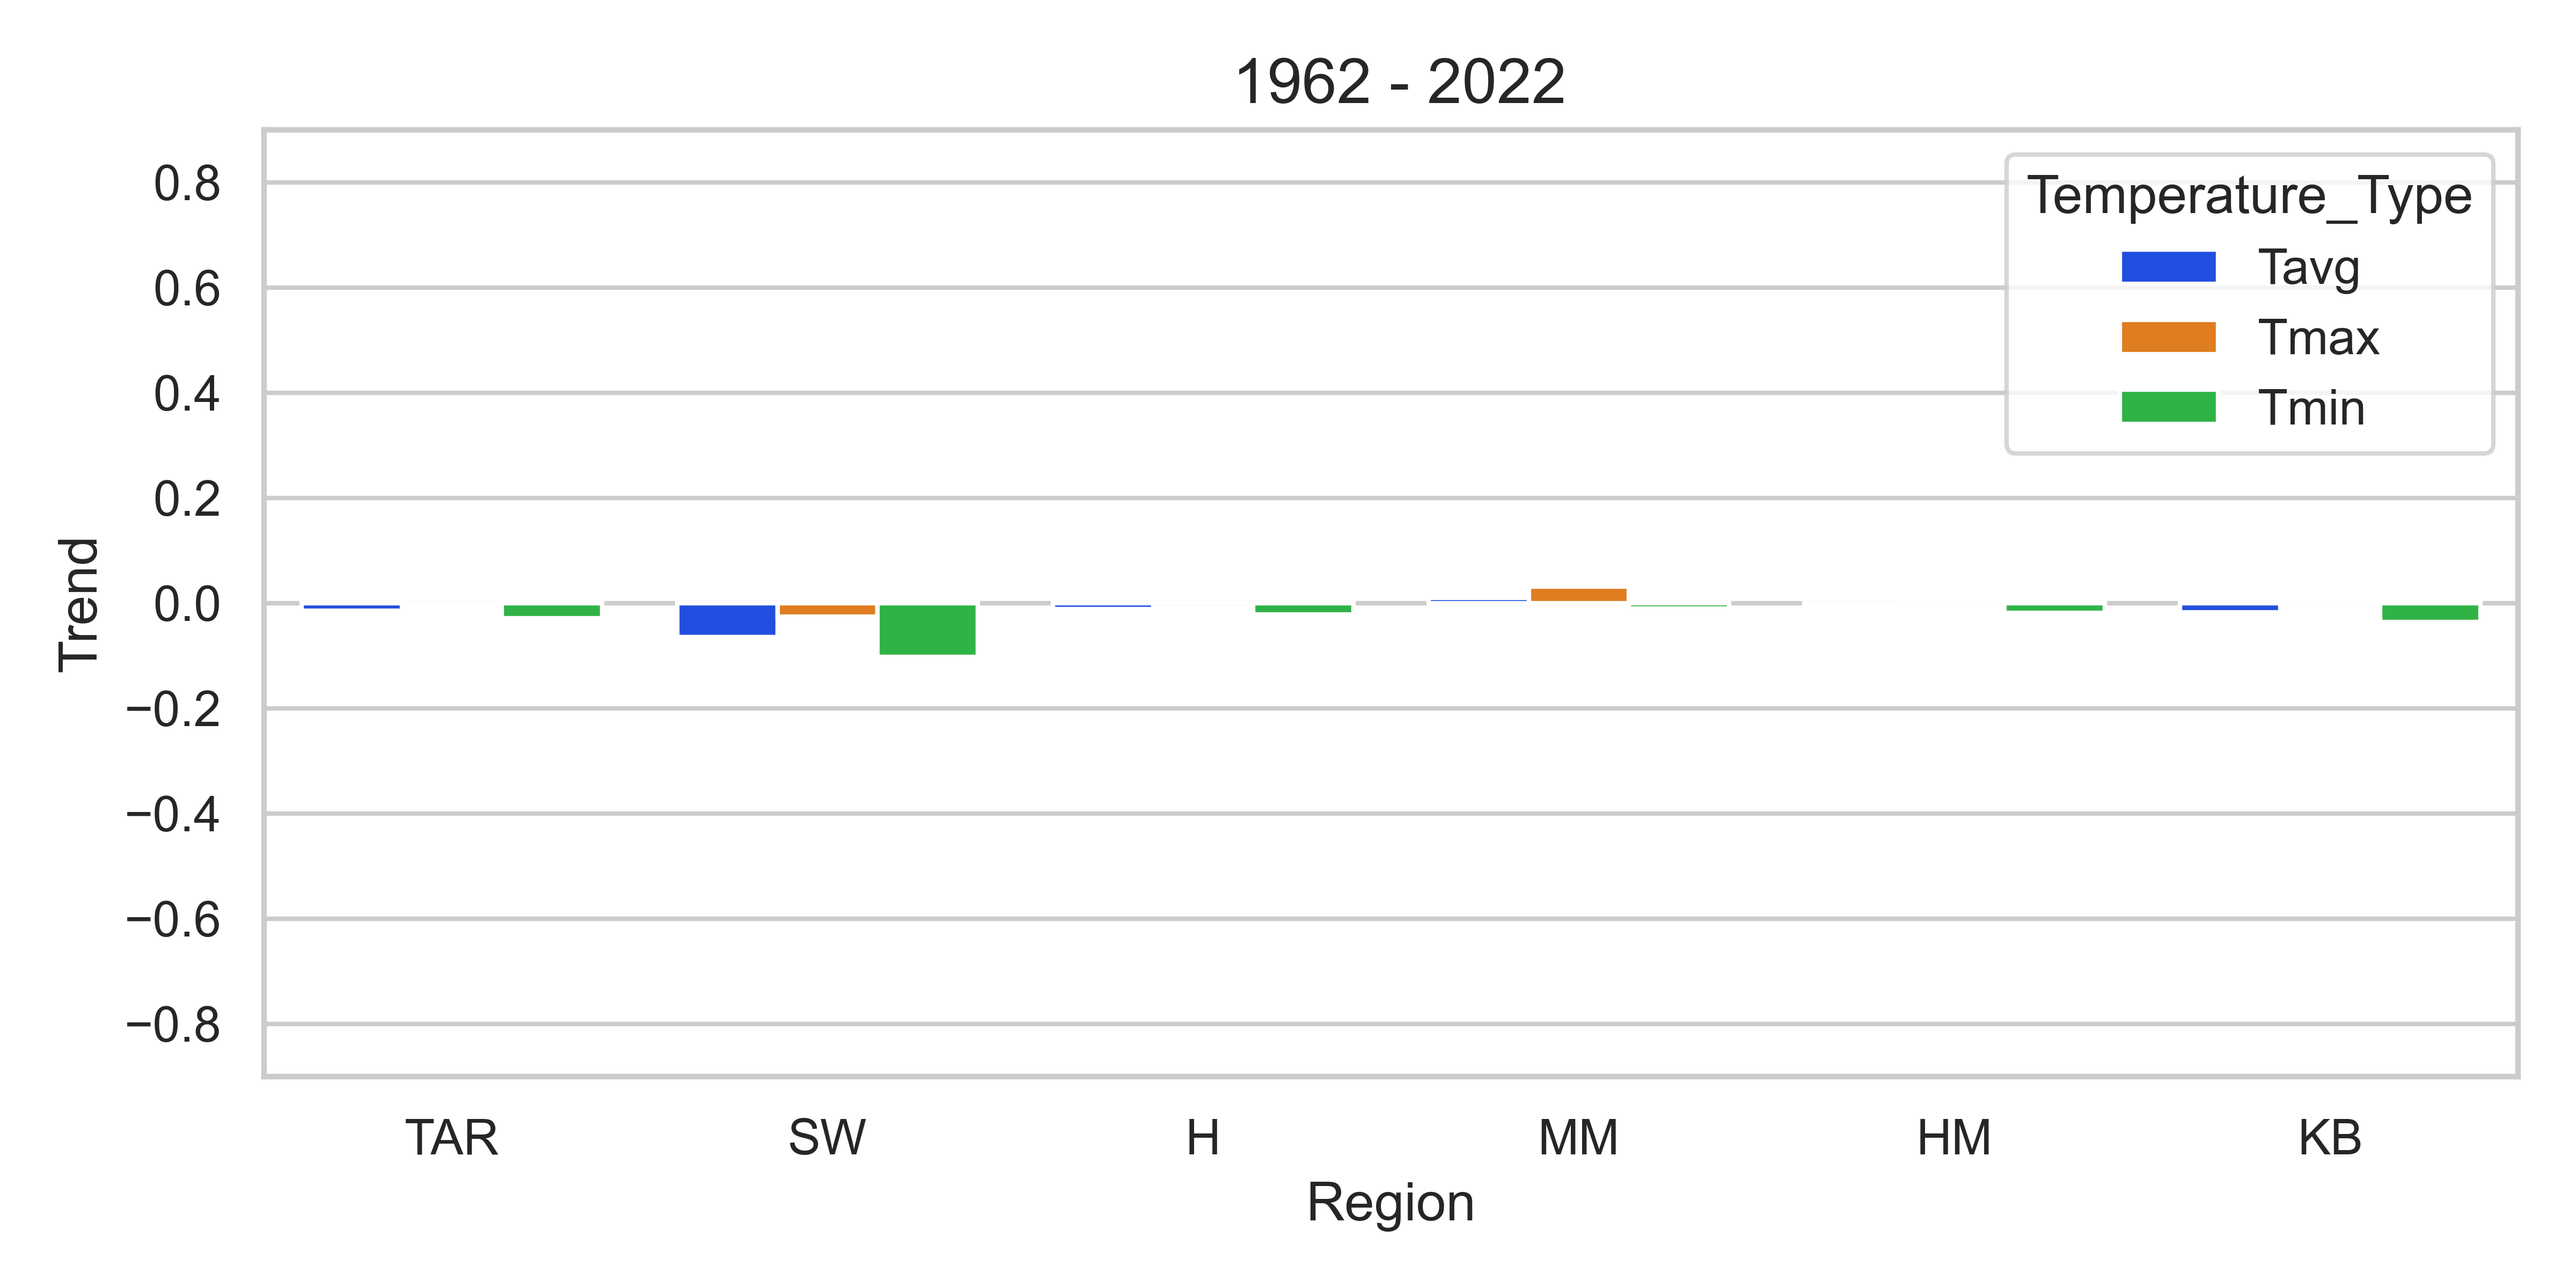 1962 - 2022
Temperature_Type
Tavg
Tmax
Tmin
0.8
0.6
0.4
0.2
0.0
−0.2
−0.4
−0.6
−0.8
Trend
TAR SW H MM HM KB
Region